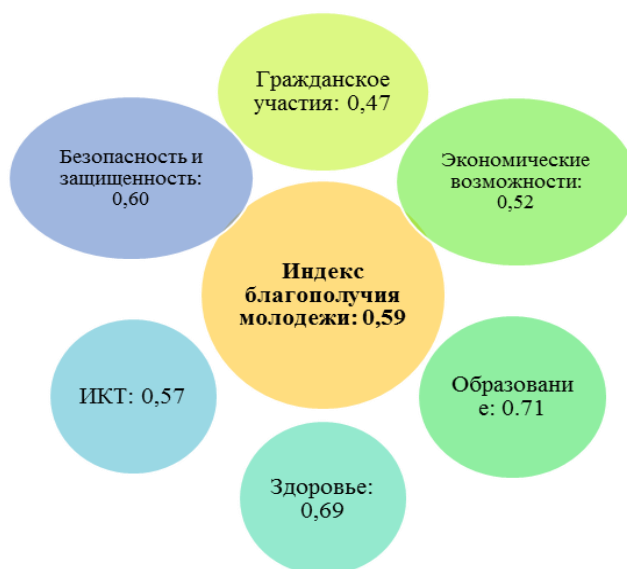 Гражданское
участия: 0,47
Безопасность и
защищенность:
0,60
Экономические
возможности:
0,52
Индекс
благополучия
молодежи: 0,59
ИКТ: 0,57
Образовани
е: 0.71
Здоровье:
0,69